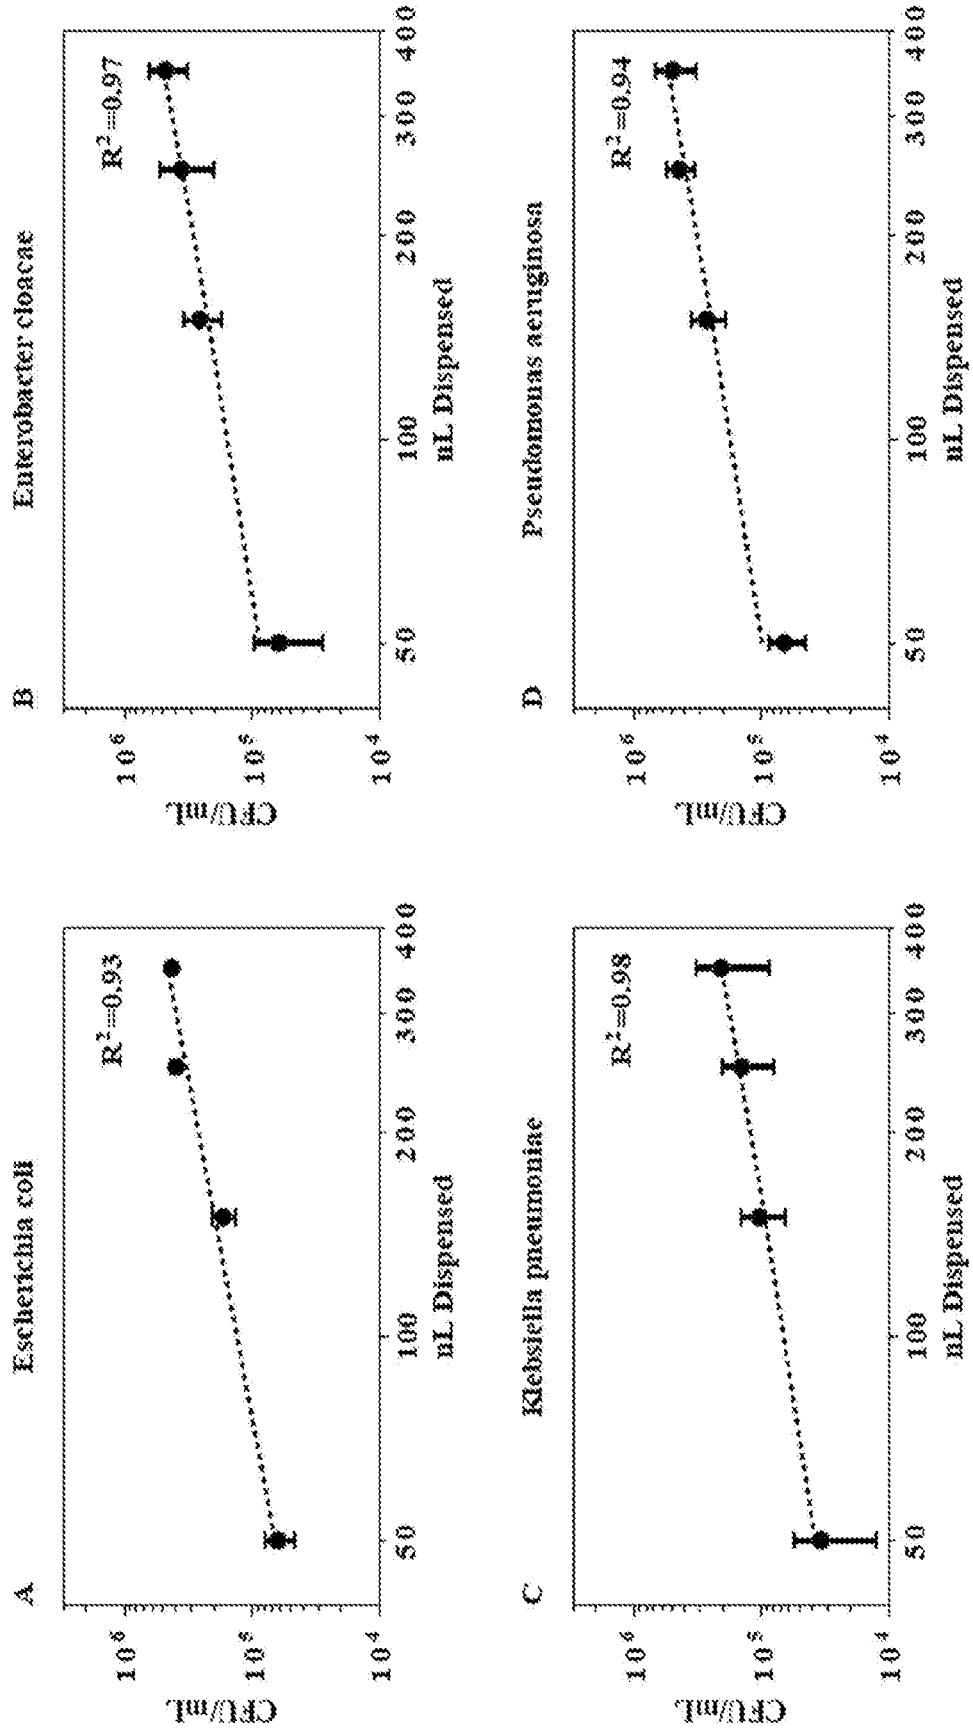 A
Escherichia coli
R²=0.93
CFU/mL
10⁶
10⁵
10⁴
50
100
200
300
400
nL Dispensed
B
Enterobacter cloacae
R²=0.97
CFU/mL
10⁶
10⁵
10⁴
50
100
200
300
400
nL Dispensed
C
Klebsiella pneumoniae
R²=0.98
CFU/mL
10⁶
10⁵
10⁴
50
100
200
300
400
nL Dispensed
D
Pseudomonas aeruginosa
R²=0.94
CFU/mL
10⁶
10⁵
10⁴
50
100
200
300
400
nL Dispensed